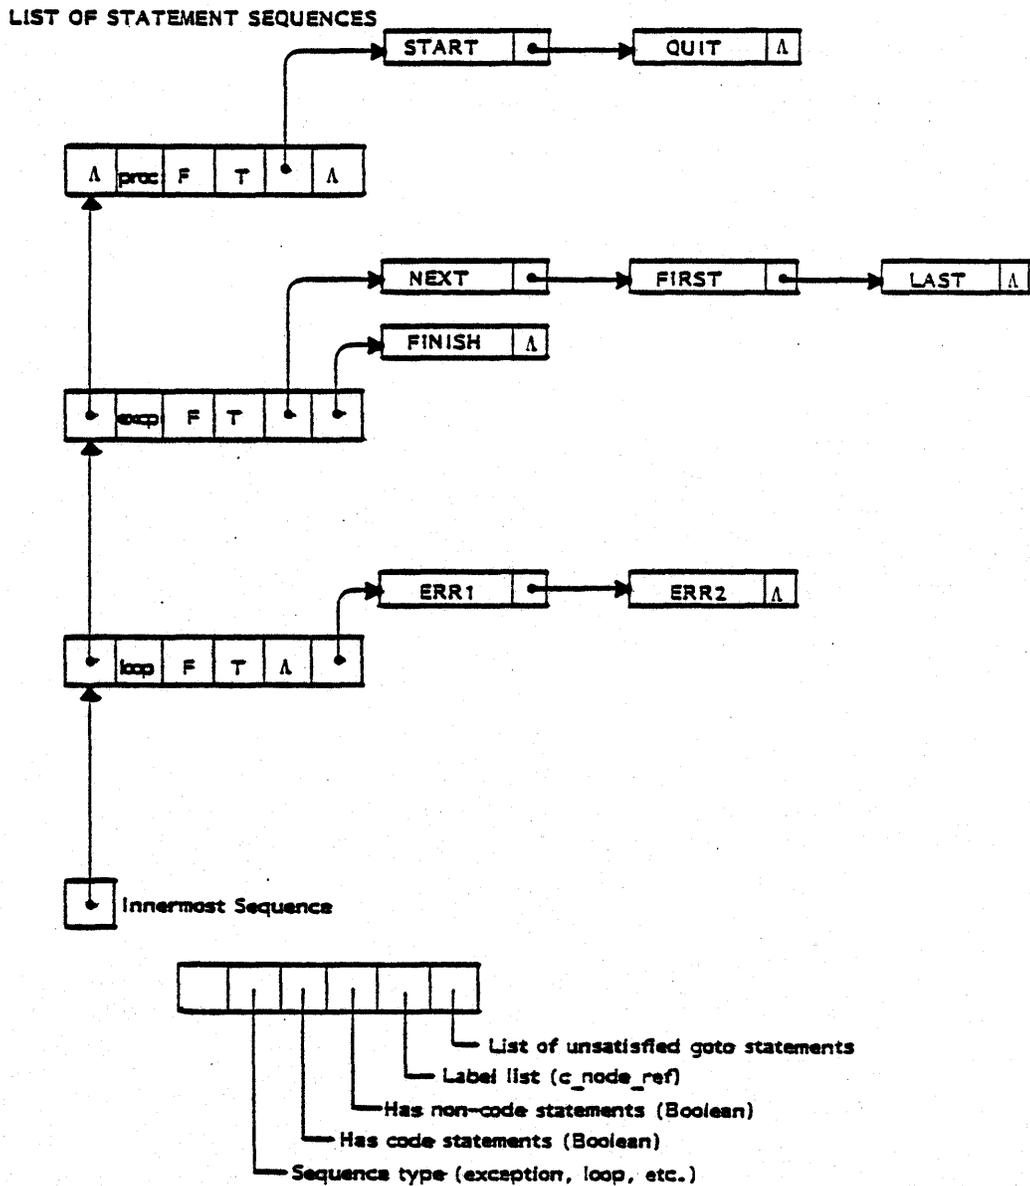 LIST OF STATEMENT SEQUENCES
START
QUIT Λ
Λ proc F T Λ
NEXT
FIRST
LAST Λ
FINISH Λ
excp F T
ERR1
ERR2 Λ
loop F T Λ
Innermost Sequence
List of unsatisfied goto statements
Label list (c_node_ref)
Has non-code statements (Boolean)
Has code statements (Boolean)
Sequence type (exception, loop, etc.)